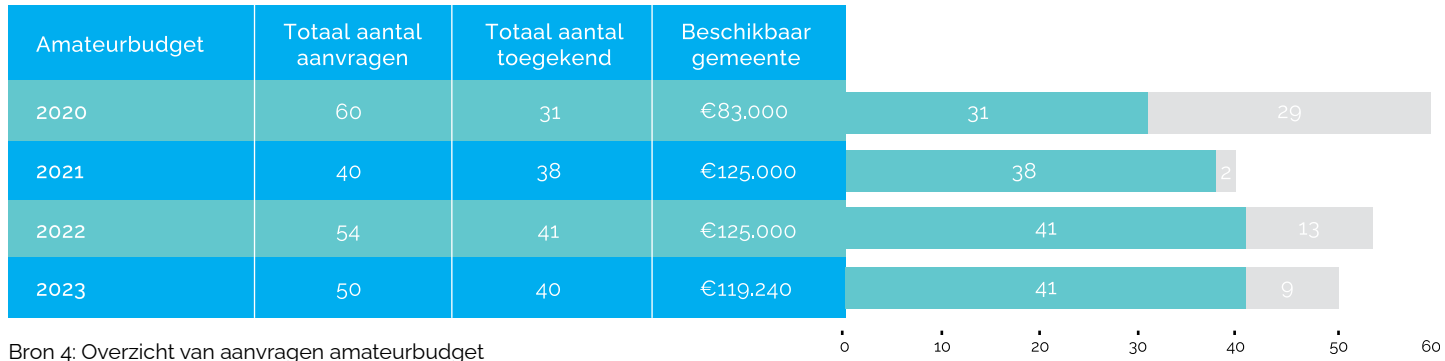 Amateurbudget Totaal aantal aanvragen Totaal aantal toegekend Beschikbaar gemeente
2020 60 31 €83.000 31 29
2021 40 38 €125.000 38 2
2022 54 41 €125.000 41 13
2023 50 40 €119.240 41 9
0 10 20 30 40 50 60
Bron 4: Overzicht van aanvragen amateurbudget